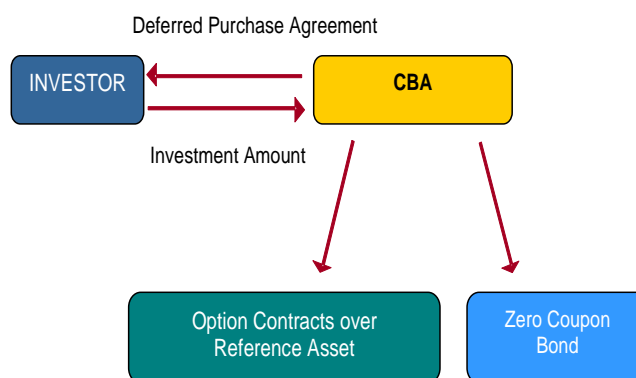 Deferred Purchase Agreement
INVESTOR
CBA
Investment Amount
Option Contracts over
Reference Asset
Zero Coupon
Bond